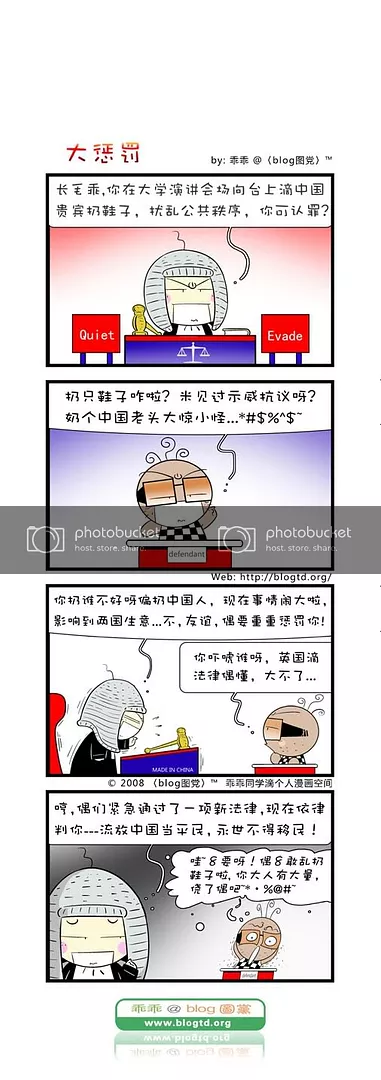 大惩罚
by: 乖乖 @〈blog图党〉™
长毛乖,你在大学演讲会场向台上滴中国
贵宾扔鞋子，扰乱公共秩序，你可认罪?
Quiet
Evade
扔只鞋子咋啦？米见过示威抗议呀?
奶个中国老头大惊小怪...*#$%^$~
photobucket
host. store. share.
photobucket
host. store. share.
defendant
Web: http://blogtd.org/
你扔谁不好呀偏扔中国人，现在事情闹大啦,
影响到两国生意...不,友谊,偶要重重惩罚你!
你吓唬谁呀，英国滴
法律偶懂，大不了...
MADE IN CHINA
© 2008 〈blog图党〉™ 乖乖同学滴个人漫画空间
哼,偶们紧急通过了一项新法律,现在依律
判你---流放中国当平民,永世不得移民！
哇~8要呀！偶8敢乱扔
鞋子啦,你大人有大量,
饶了偶吧~*·%@#~
defendant
乖乖 @ blog 图党
www.blogtd.org